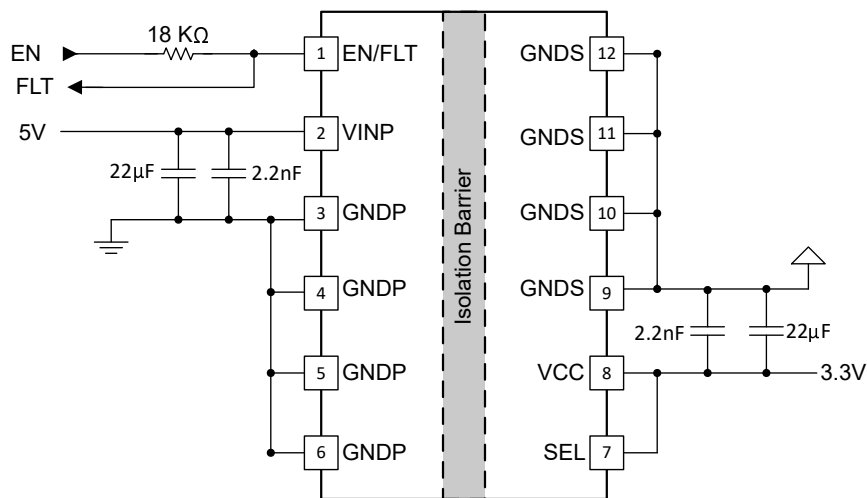 18 KΩ
EN
FLT
1
EN/FLT
5V
2
VINP
22µF
2.2nF
3
GNDP
4
GNDP
5
GNDP
6
GNDP
Isolation Barrier
GNDS
12
GNDS
11
GNDS
10
GNDS
9
2.2nF
22µF
VCC
8
3.3V
SEL
7